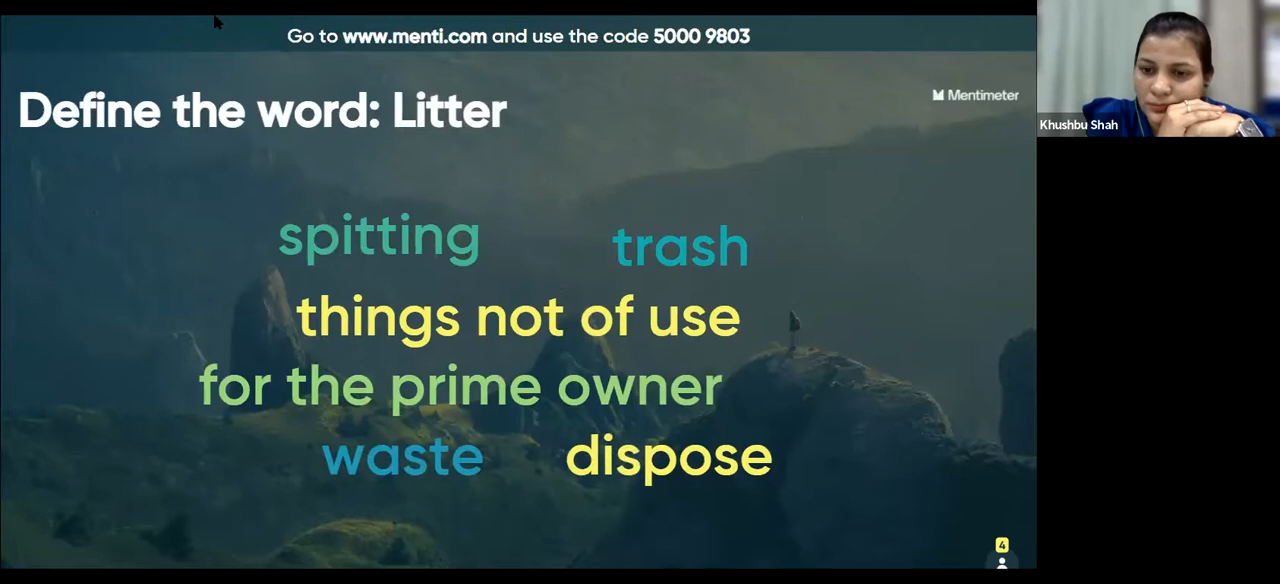 Go to www.menti.com and use the code 5000 9803
Define the word: Litter
Mentimeter
Khushbu Shah
spitting
trash
things not of use
for the prime owner
waste
dispose
4